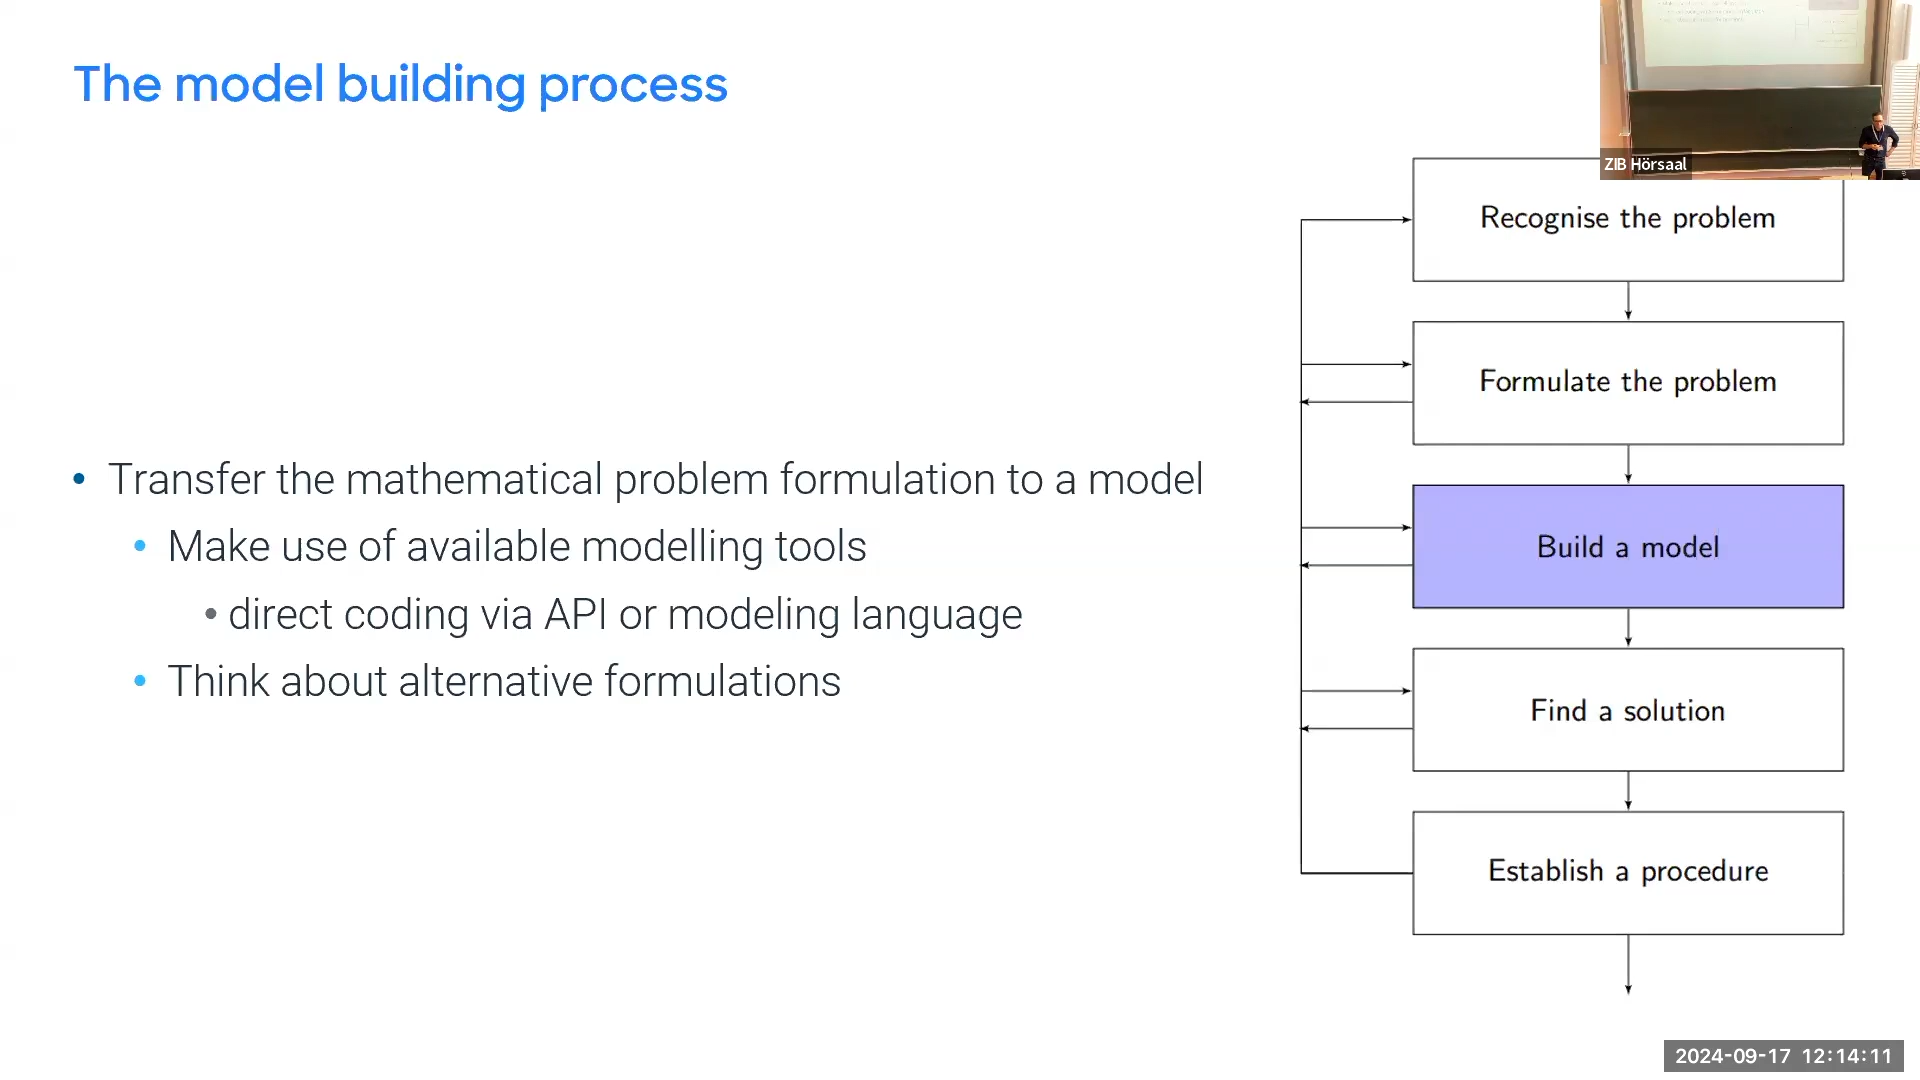 The model building process
ZIB Hörsaal
Recognise the problem
Formulate the problem
• Transfer the mathematical problem formulation to a model
• Make use of available modelling tools
• direct coding via API or modeling language
• Think about alternative formulations
Build a model
Find a solution
Establish a procedure
2024-09-17 12:14:11